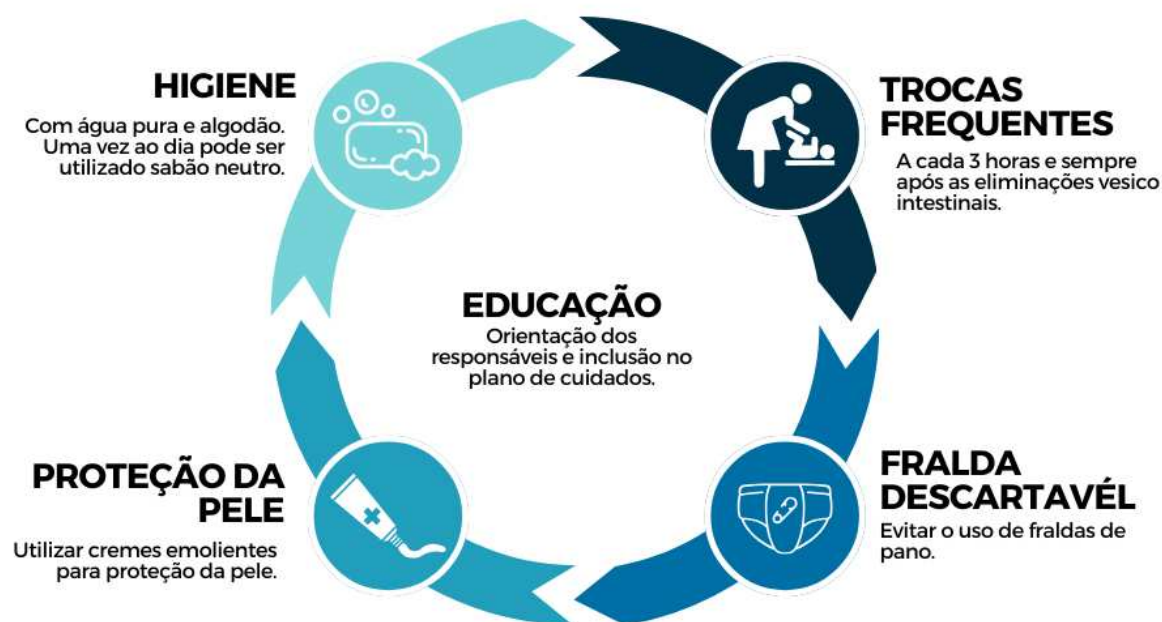 HIGIENE
Com água pura e algodão.
Uma vez ao dia pode ser
utilizado sabão neutro.
TROCAS
FREQUENTES
A cada 3 horas e sempre
após as eliminações vesico
intestinais.
EDUCAÇÃO
Orientação dos
responsáveis e inclusão no
plano de cuidados.
PROTEÇÃO DA
PELE
Utilizar cremes emolientes
para proteção da pele.
FRALDA
DESCARTAVÉL
Evitar o uso de fraldas de
pano.